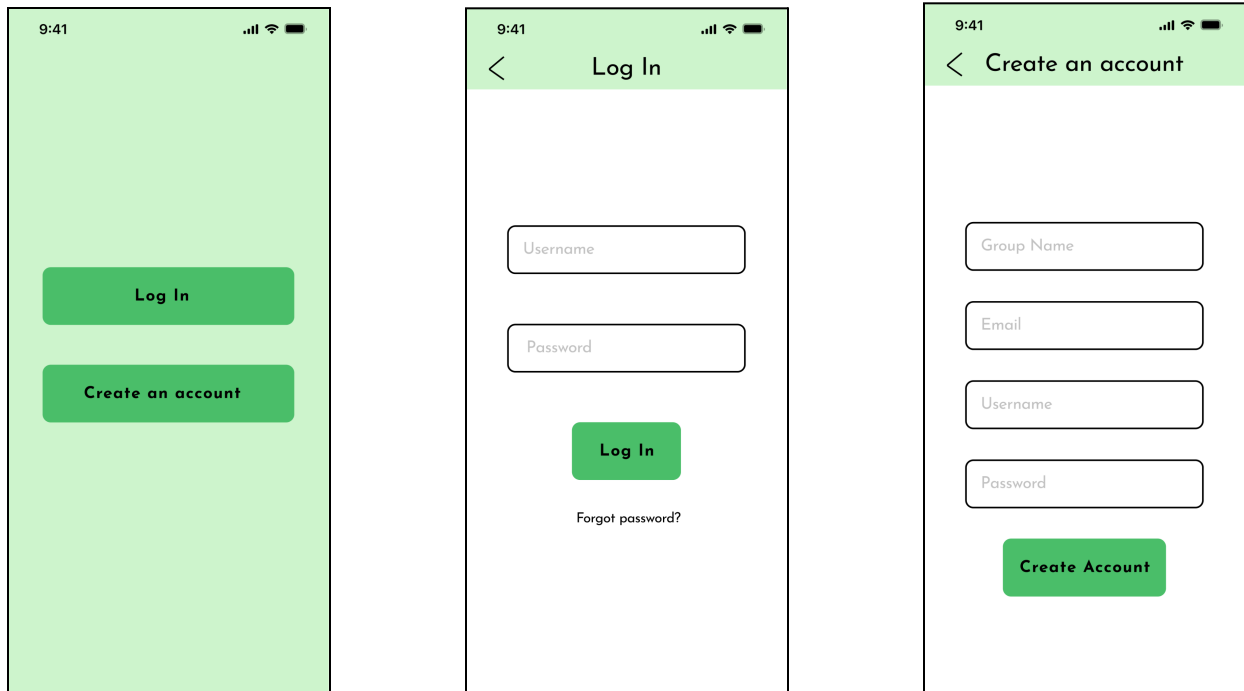 9:41
Log In
Create an account
9:41
Log In
Username
Password
Log In
Forgot password?
9:41
Create an account
Group Name
Email
Username
Password
Create Account